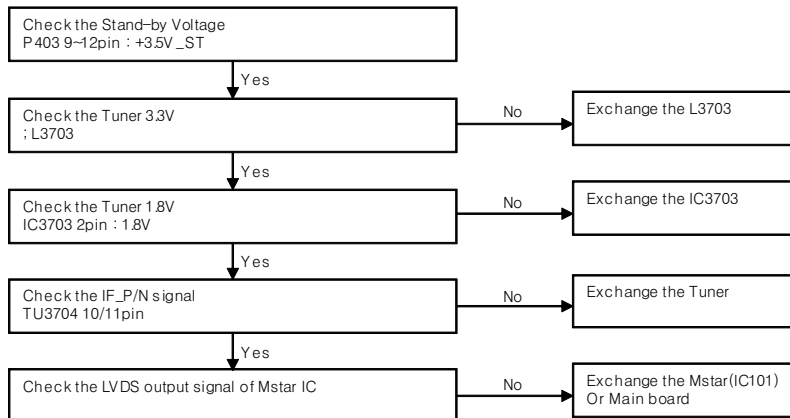 Check the Stand-by Voltage
P403 9~12pin : +3.5V_ST
Yes
Check the Tuner 3.3V
; L3703
No
Exchange the L3703
Yes
Check the Tuner 1.8V
IC3703 2pin : 1.8V
No
Exchange the IC3703
Yes
Check the IF_P/N signal
TU3704 10/11pin
No
Exchange the Tuner
Yes
Check the LVDS output signal of Mstar IC
No
Exchange the Mstar(IC101)
Or Main board